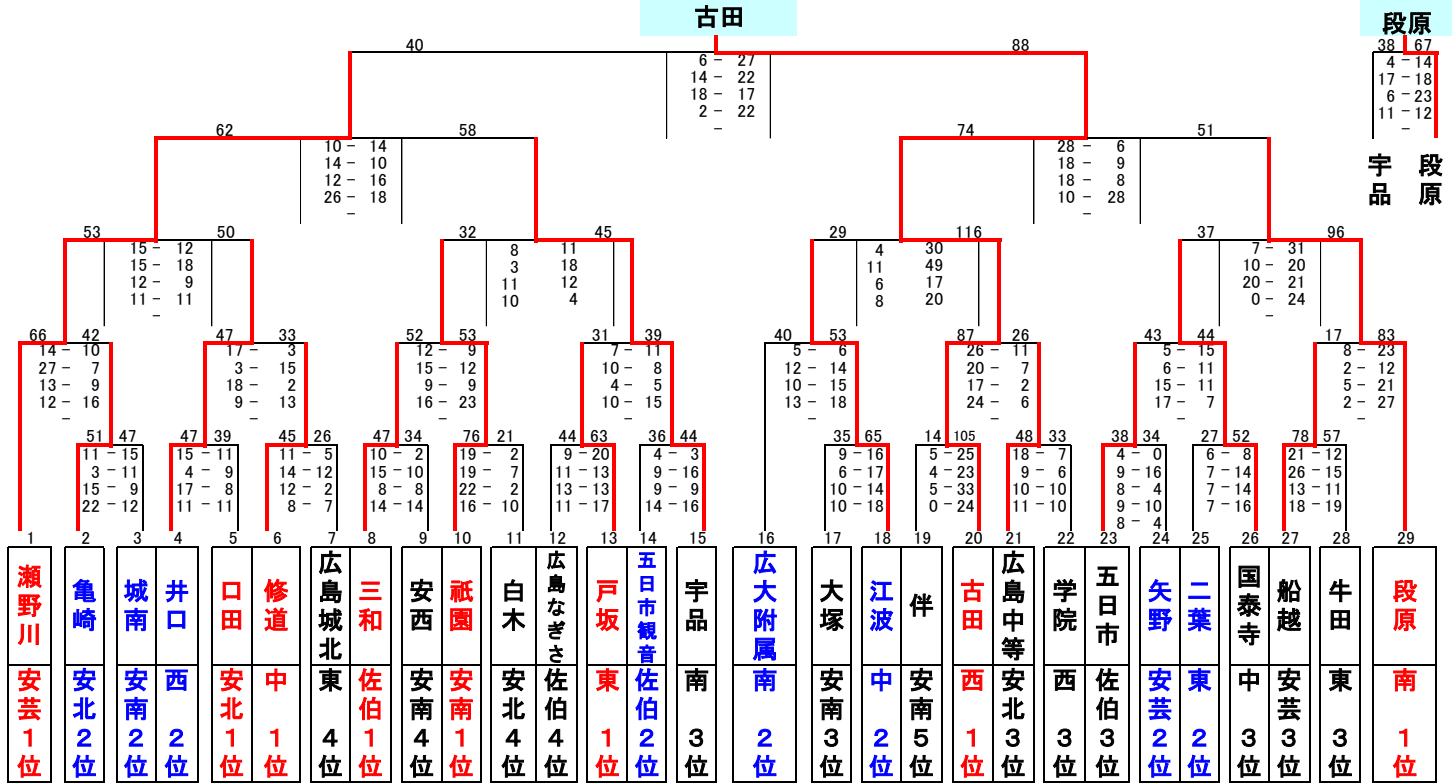 古田
段原
40 88
38 67
6 - 27
14 - 22
18 - 17
2 - 22
-
4 - 14
17 - 18
6 - 23
11 - 12
-
宇品
段原
62 58 74 51
10 - 14
14 - 10
12 - 16
26 - 18
-
28 - 6
18 - 9
18 - 8
10 - 28
-
53 50 32 45 29 116 37 96
15 - 12
15 - 18
12 - 9
11 - 11
-
8 11
3 18
11 12
10 4
4 30
11 49
6 17
8 20
7 - 31
10 - 20
20 - 21
0 - 24
-
66 42 47 33 52 53 31 39 40 53 87 26 43 44 17 83
14 - 10
27 - 7
13 - 9
12 - 16
-
17 - 3
3 - 15
18 - 2
9 - 13
-
12 - 9
15 - 12
9 - 9
16 - 23
-
7 - 11
10 - 8
4 - 5
10 - 15
-
5 - 6
12 - 14
10 - 15
13 - 18
-
26 - 11
20 - 7
17 - 2
24 - 6
-
5 - 15
6 - 11
15 - 11
17 - 7
-
8 - 23
2 - 12
5 - 21
2 - 27
-
51 47 47 39 45 26 47 34 76 21 44 63 36 44 35 65 14 105 48 33 38 34 27 52 78 57
11 - 15
3 - 11
15 - 9
22 - 12
15 - 11
4 - 9
17 - 8
11 - 11
11 - 5
14 - 12
12 - 2
8 - 7
10 - 2
15 - 10
8 - 8
14 - 14
19 - 2
19 - 7
22 - 2
16 - 10
9 - 20
11 - 13
13 - 13
11 - 17
4 - 3
9 - 16
9 - 9
14 - 16
9 - 16
6 - 17
10 - 14
10 - 18
5 - 25
4 - 23
5 - 33
0 - 24
18 - 7
9 - 6
10 - 10
11 - 10
4 - 0
9 - 16
8 - 4
9 - 10
8 - 4
6 - 8
7 - 14
7 - 14
7 - 16
21 - 12
26 - 15
13 - 11
18 - 19
1 2 3 4 5 6 7 8 9 10 11 12 13 14 15 16 17 18 19 20 21 22 23 24 25 26 27 28 29
瀬野川
亀崎
城南
井口
口田
修道
広島城北
三和
安西
祇園
白木
広島なぎさ
戸坂
五日市観音
宇品
広大附属
大塚
江波
伴
古田
広島中等
学院
五日市
矢野
二葉
国泰寺
船越
牛田
段原
安芸1位
安北2位
安南2位
西 2位
安北1位
中 1位
東 4位
佐伯1位
安南4位
安南1位
安北4位
佐伯4位
東 1位
佐伯2位
南 3位
南 2位
安南3位
中 2位
安南5位
西 1位
安北3位
西 3位
佐伯3位
安芸2位
東 2位
中 3位
安芸3位
東 3位
南 1位